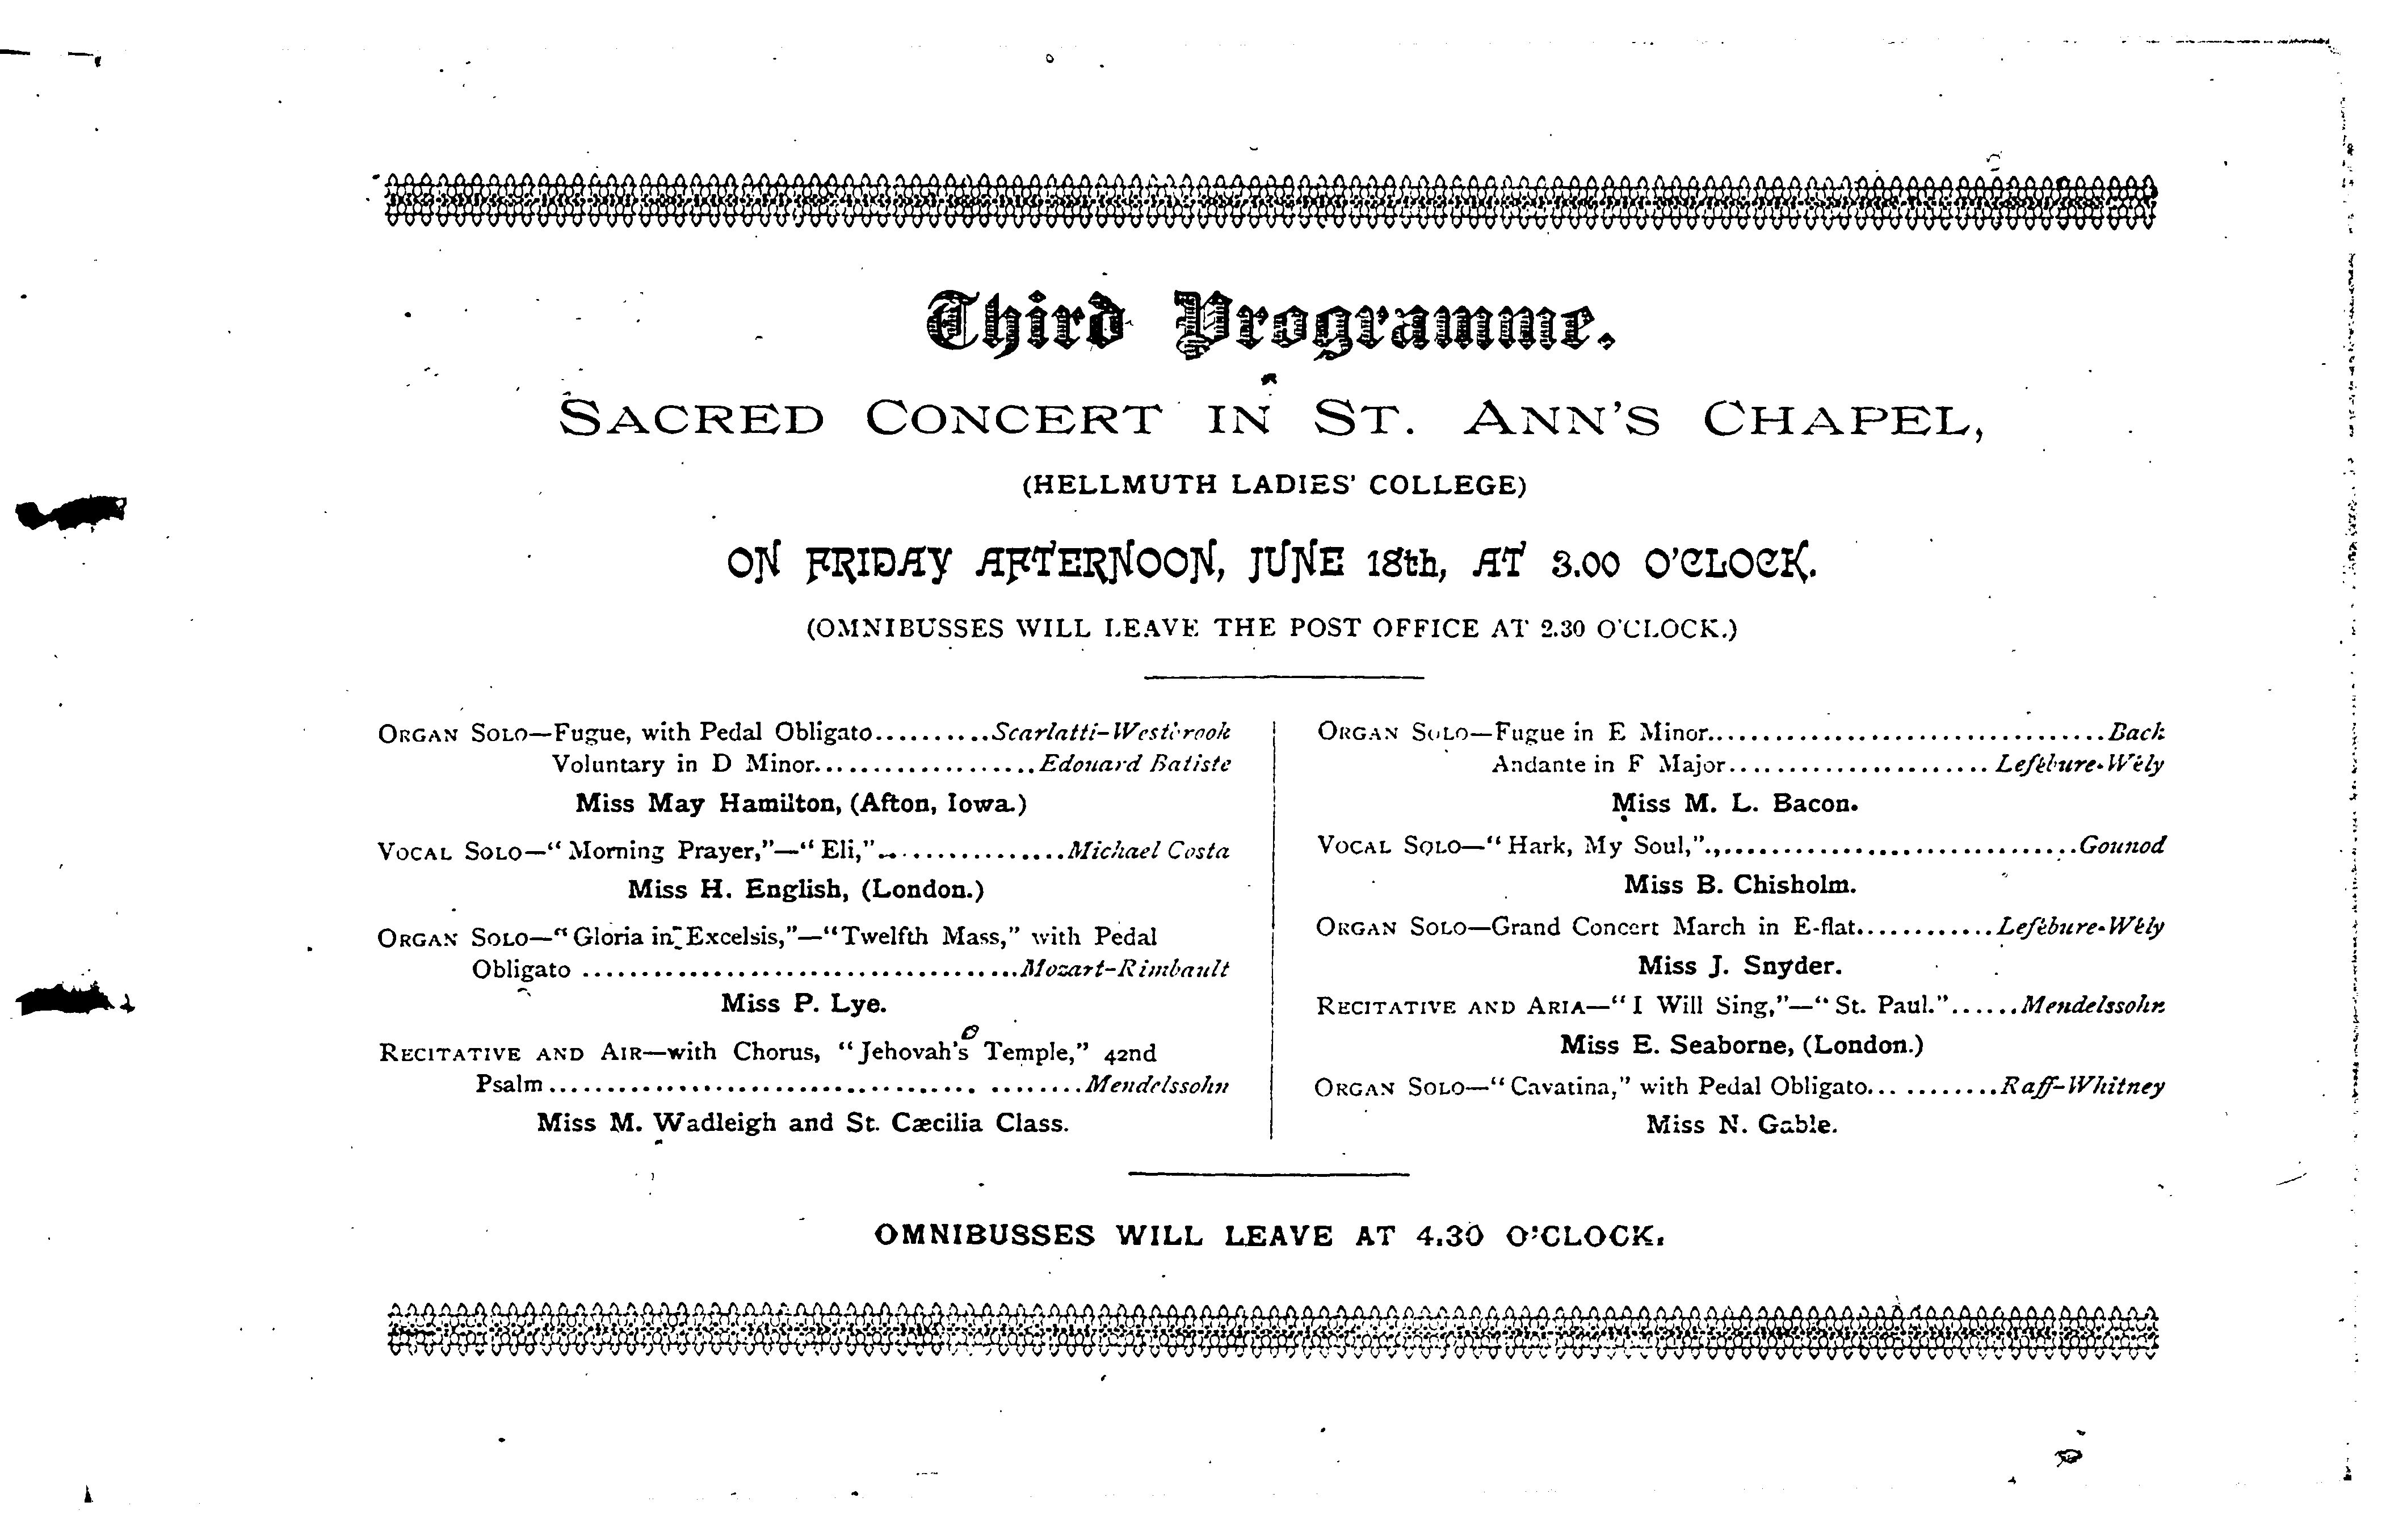 Third Programme.
SACRED CONCERT IN ST. ANN'S CHAPEL,
(HELLMUTH LADIES' COLLEGE)
ON FRIDAY AFTERNOON, JUNE 18th, AT 3.00 O'CLOCK.
(OMNIBUSSES WILL LEAVE THE POST OFFICE AT 2.30 O'CLOCK.)
ORGAN SOLO—Fugue, with Pedal Obligato..........Scarlatti-Westbrook
Voluntary in D Minor...................Edouard Batiste
Miss May Hamilton, (Afton, Iowa.)
VOCAL SOLO—"Morning Prayer,"—"Eli,".................Michael Costa
Miss H. English, (London.)
ORGAN SOLO—"Gloria in Excelsis,"—"Twelfth Mass," with Pedal
Obligato ......................................Mozart-Rimbault
Miss P. Lye.
RECITATIVE AND AIR—with Chorus, "Jehovah's Temple," 42nd
Psalm..................................... ........Mendelssohn
Miss M. Wadleigh and St. Cæcilia Class.
ORGAN SOLO—Fugue in E Minor...................................Bach
Andante in F Major.......................Lefébure-Wély
Miss M. L. Bacon.
VOCAL SOLO—"Hark, My Soul,".,................................Gounod
Miss B. Chisholm.
ORGAN SOLO—Grand Concert March in E-flat............Lefébure-Wély
Miss J. Snyder.
RECITATIVE AND ARIA—"I Will Sing,"—"St. Paul."......Mendelssohn
Miss E. Seaborne, (London.)
ORGAN SOLO—"Cavatina," with Pedal Obligato... .........Raff-Whitney
Miss N. Gable.
OMNIBUSSES WILL LEAVE AT 4.30 O'CLOCK.